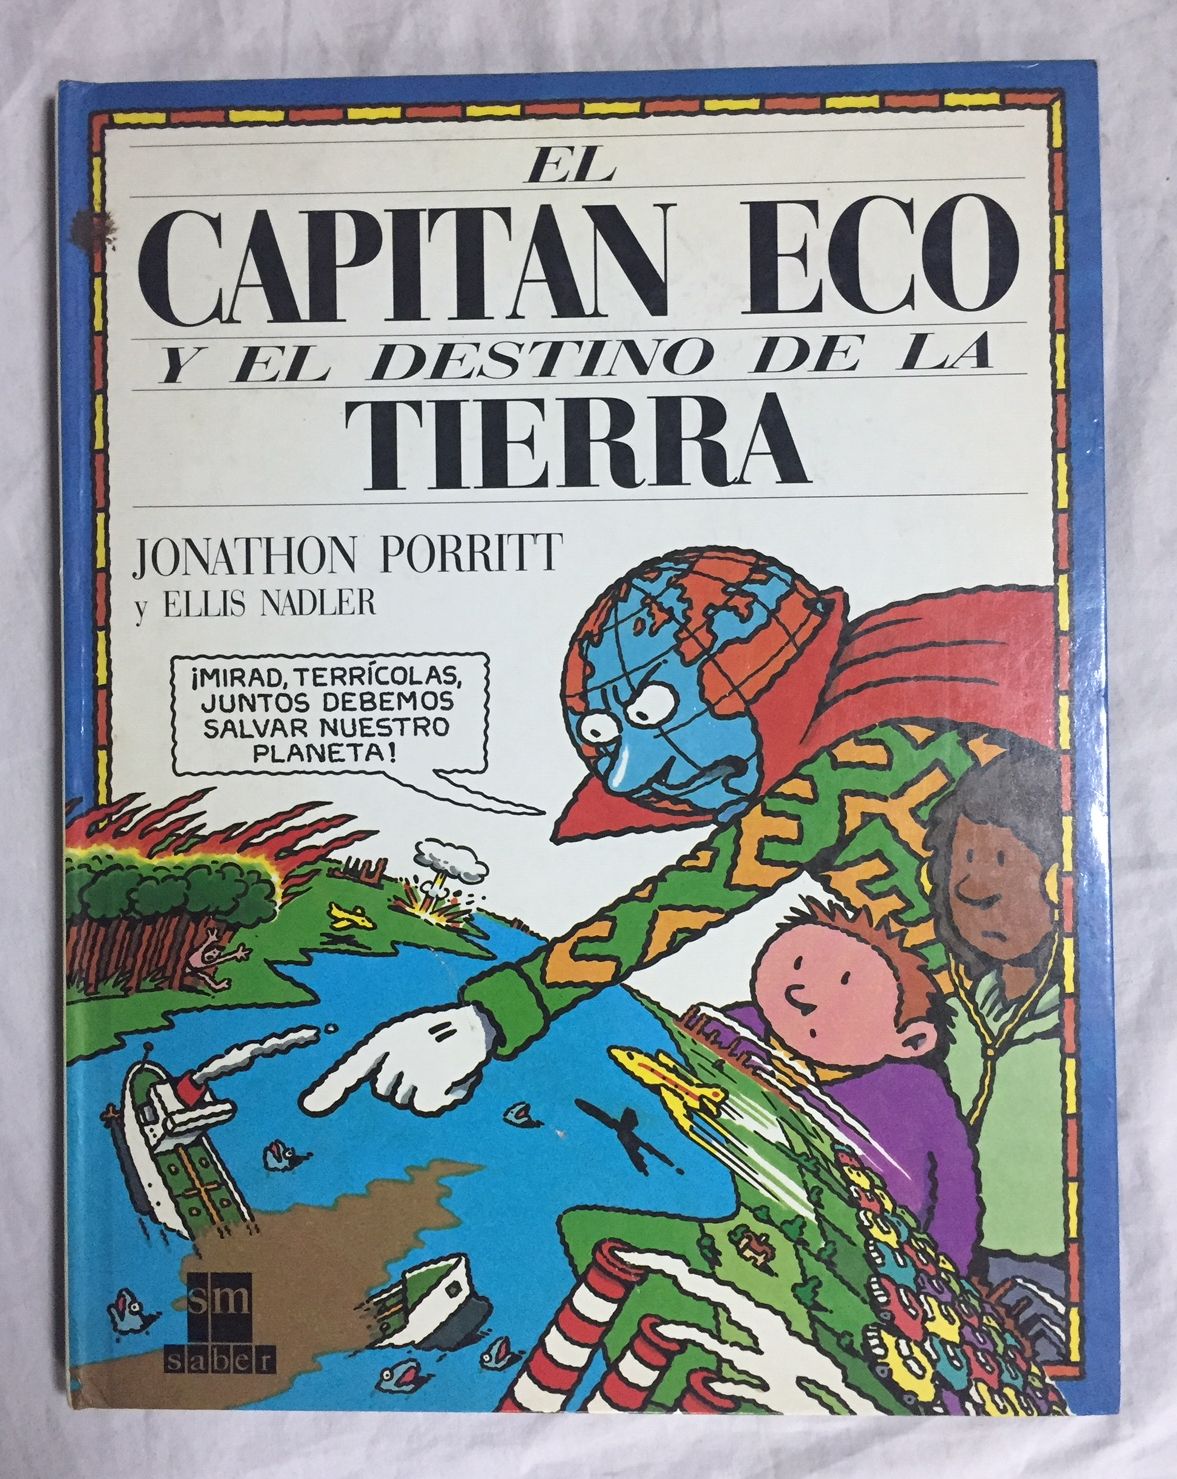 EL
CAPITAN ECO
Y EL DESTINO DE LA
TIERRA
JONATHON PORRITT
y ELLIS NADLER
¡MIRAD, TERRÍCOLAS,
JUNTOS DEBEMOS
SALVAR NUESTRO
PLANETA!
sm
saber